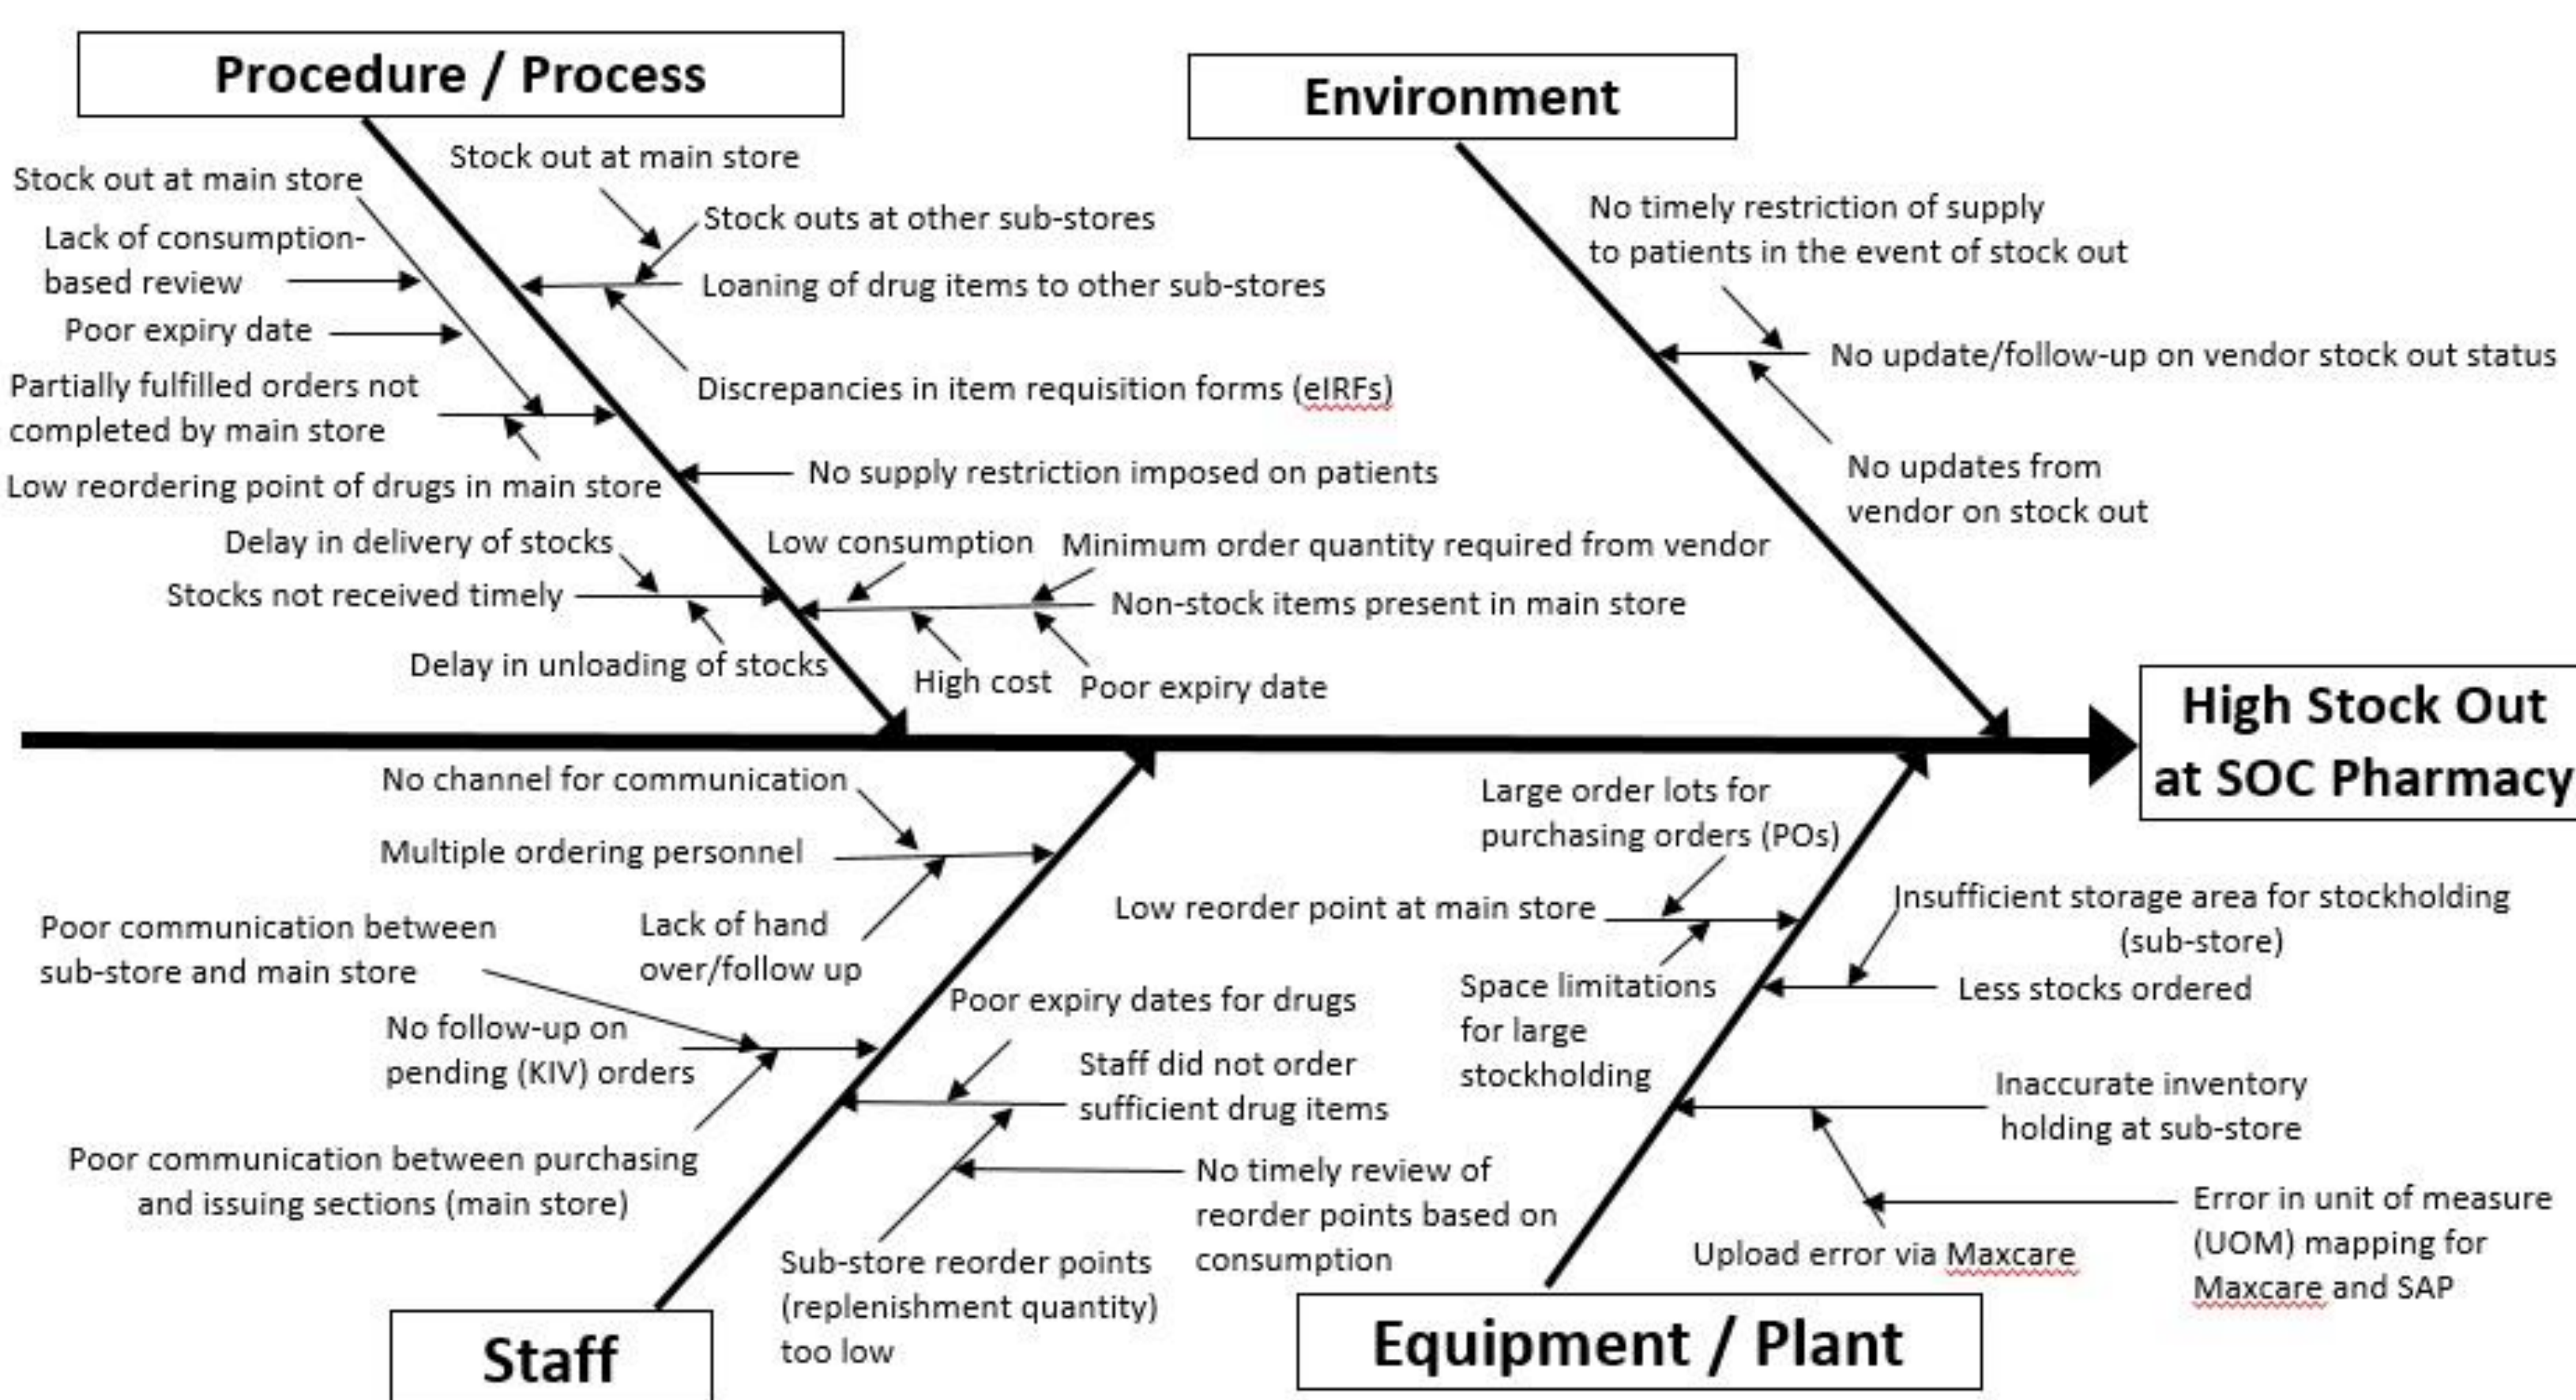 Procedure / Process
Environment
Stock out at main store
Stock out at main store
Stock outs at other sub-stores
Lack of consumption-
based review
Loaning of drug items to other sub-stores
Poor expiry date
Partially fulfilled orders not
completed by main store
Discrepancies in item requisition forms (eIRFs)
Low reordering point of drugs in main store
No supply restriction imposed on patients
Delay in delivery of stocks
Stocks not received timely
Delay in unloading of stocks
Low consumption
Minimum order quantity required from vendor
Non-stock items present in main store
High cost
Poor expiry date
No timely restriction of supply
to patients in the event of stock out
No update/follow-up on vendor stock out status
No updates from
vendor on stock out
High Stock Out
at SOC Pharmacy
No channel for communication
Multiple ordering personnel
Lack of hand
over/follow up
Poor communication between
sub-store and main store
No follow-up on
pending (KIV) orders
Poor communication between purchasing
and issuing sections (main store)
Poor expiry dates for drugs
Staff did not order
sufficient drug items
No timely review of
reorder points based on
consumption
Sub-store reorder points
(replenishment quantity)
too low
Staff
Large order lots for
purchasing orders (POs)
Low reorder point at main store
Space limitations
for large
stockholding
Insufficient storage area for stockholding
(sub-store)
Less stocks ordered
Inaccurate inventory
holding at sub-store
Upload error via Maxcare
Error in unit of measure
(UOM) mapping for
Maxcare and SAP
Equipment / Plant